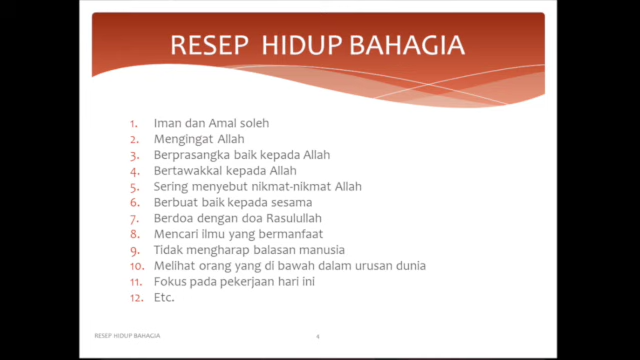 RESEP HIDUP BAHAGIA
1. Iman dan Amal soleh
2. Mengingat Allah
3. Berprasangka baik kepada Allah
4. Bertawakkal kepada Allah
5. Sering menyebut nikmat-nikmat Allah
6. Berbuat baik kepada sesama
7. Berdoa dengan doa Rasulullah
8. Mencari ilmu yang bermanfaat
9. Tidak mengharap balasan manusia
10. Melihat orang yang di bawah dalam urusan dunia
11. Fokus pada pekerjaan hari ini
12. Etc.
RESEP HIDUP BAHAGIA